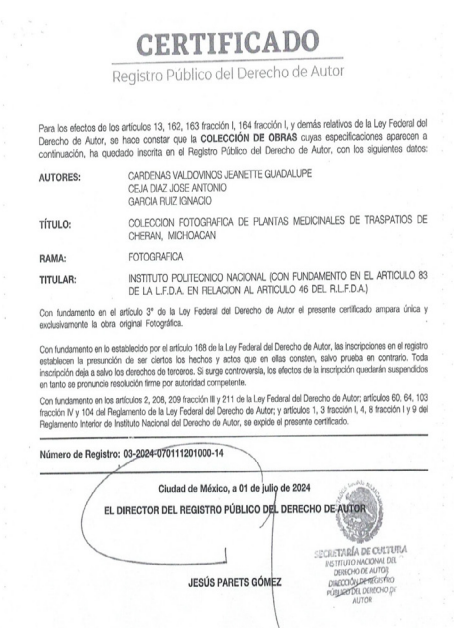 CERTIFICADO
Registro Público del Derecho de Autor
Para los efectos de los artículos 13, 162, 163 fracción I, 164 fracción I, y demás relativos de la Ley Federal del
Derecho de Autor, se hace constar que la COLECCIÓN DE OBRAS cuyas especificaciones aparecen a
continuación, ha quedado inscrita en el Registro Público del Derecho de Autor, con los siguientes datos:
AUTORES: CARDENAS VALDOVINOS JEANETTE GUADALUPE
CEJA DIAZ JOSE ANTONIO
GARCIA RUIZ IGNACIO
TÍTULO: COLECCION FOTOGRAFICA DE PLANTAS MEDICINALES DE TRASPATIOS DE
CHERAN, MICHOACAN
RAMA: FOTOGRAFICA
TITULAR: INSTITUTO POLITECNICO NACIONAL (CON FUNDAMENTO EN EL ARTICULO 83
DE LA L.F.D.A. EN RELACION AL ARTICULO 46 DEL R.L.F.D.A.)
Con fundamento en el artículo 3° de la Ley Federal del Derecho de Autor el presente certificado ampara única y
exclusivamente la obra original Fotográfica.
Con fundamento en lo establecido por el artículo 168 de la Ley Federal del Derecho de Autor, las inscripciones en el registro
establecen la presunción de ser ciertos los hechos y actos que en ellas consten, salvo prueba en contrario. Toda
inscripción deja a salvo los derechos de terceros. Si surge controversia, los efectos de la inscripción quedarán suspendidos
en tanto se pronuncie resolución firme por autoridad competente.
Con fundamento en los artículos 2, 208, 209 fracción III y 211 de la Ley Federal del Derecho de Autor; artículos 60, 64, 103
fracción IV y 104 del Reglamento de la Ley Federal del Derecho de Autor; y artículos 1, 3 fracción I, 4, 8 fracción I y 9 del
Reglamento Interior de Instituto Nacional del Derecho de Autor, se expide el presente certificado.
Número de Registro: 03-2024-070111201000-14
Ciudad de México, a 01 de julio de 2024
EL DIRECTOR DEL REGISTRO PÚBLICO DEL DERECHO DE AUTOR
SECRETARÍA DE CULTURA
INSTITUTO NACIONAL DEL
DERECHO DE AUTOR
DIRECCIÓN DE REGISTRO
PÚBLICO DEL DERECHO DE
AUTOR
JESÚS PARETS GÓMEZ